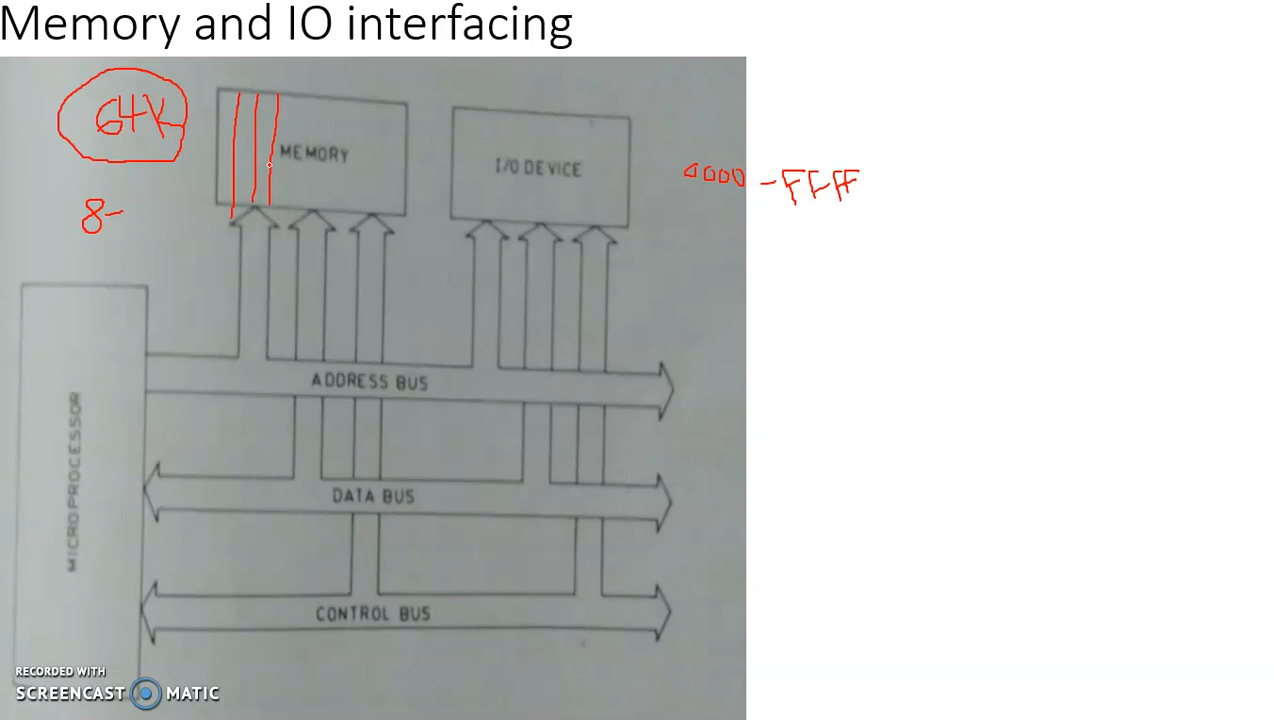 Memory and IO interfacing
64K
MEMORY
I/O DEVICE
0000 - FFFF
8-
ADDRESS BUS
MICROPROCESSOR
DATA BUS
CONTROL BUS
RECORDED WITH
SCREENCAST MATIC